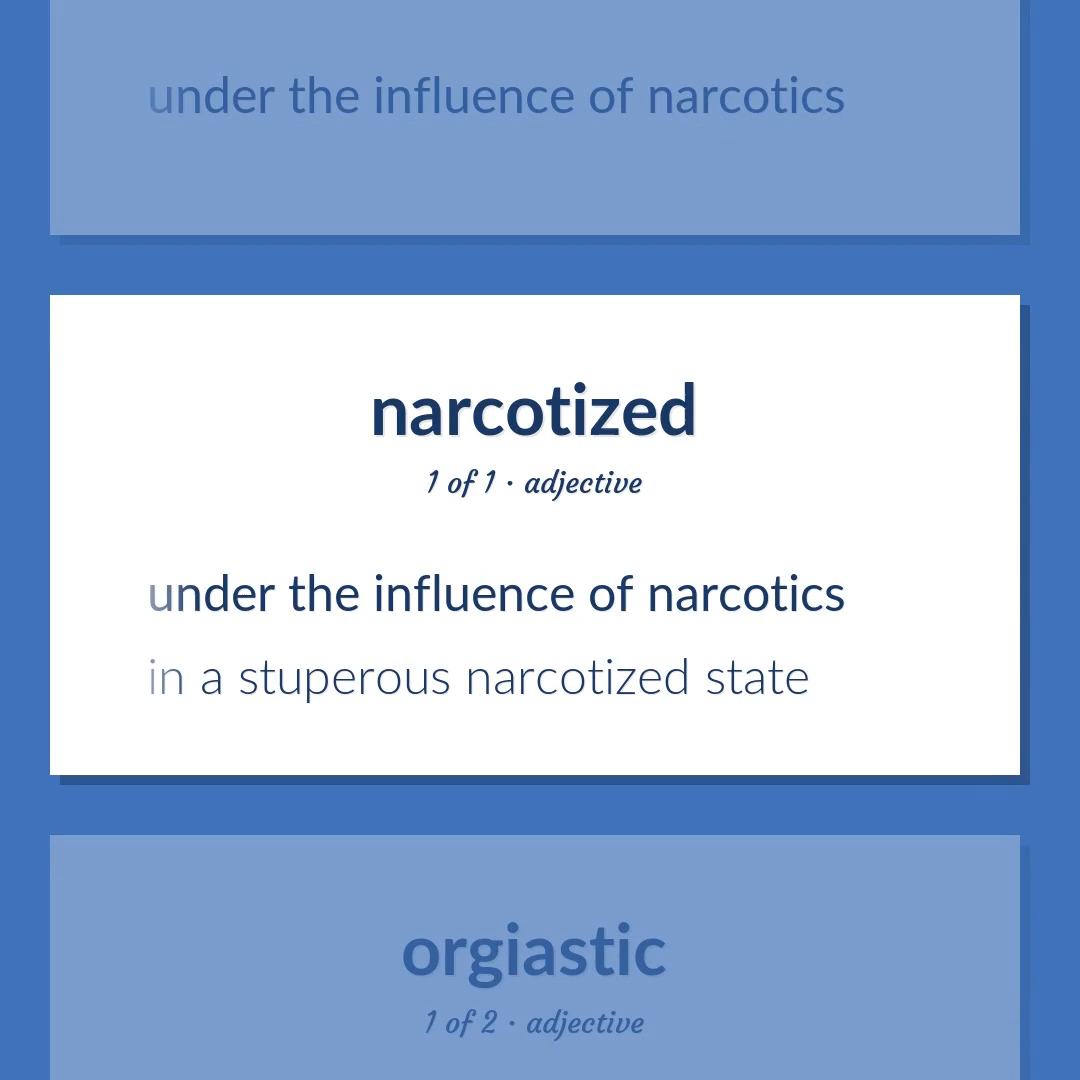 under the influence of narcotics
narcotized
1 of 1 · adjective
under the influence of narcotics
in a stuperous narcotized state
orgiastic
1 of 2 · adjective